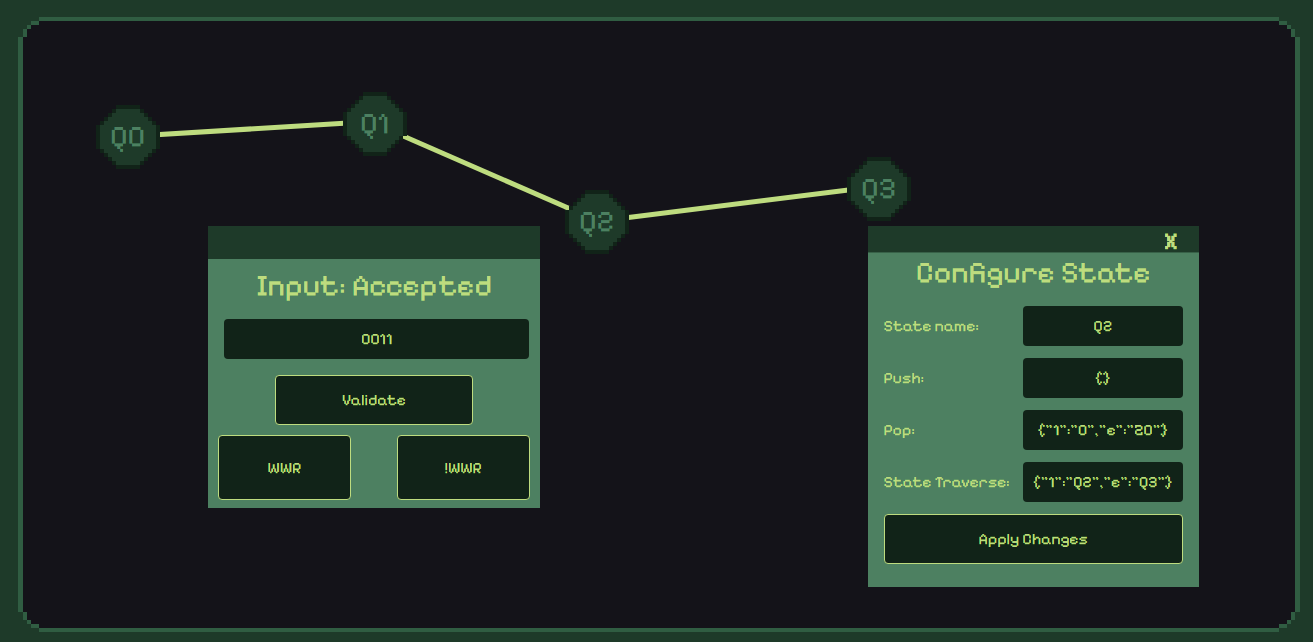 Q0
Q1
Q2
Q3
Input: Accepted
0011
Validate
WWR
!WWR
X
Configure State
State name:
Q2
Push:
{}
Pop:
{"1":"0","e":"20"}
State Traverse:
{"1":"Q2","e":"Q3"}
Apply Changes